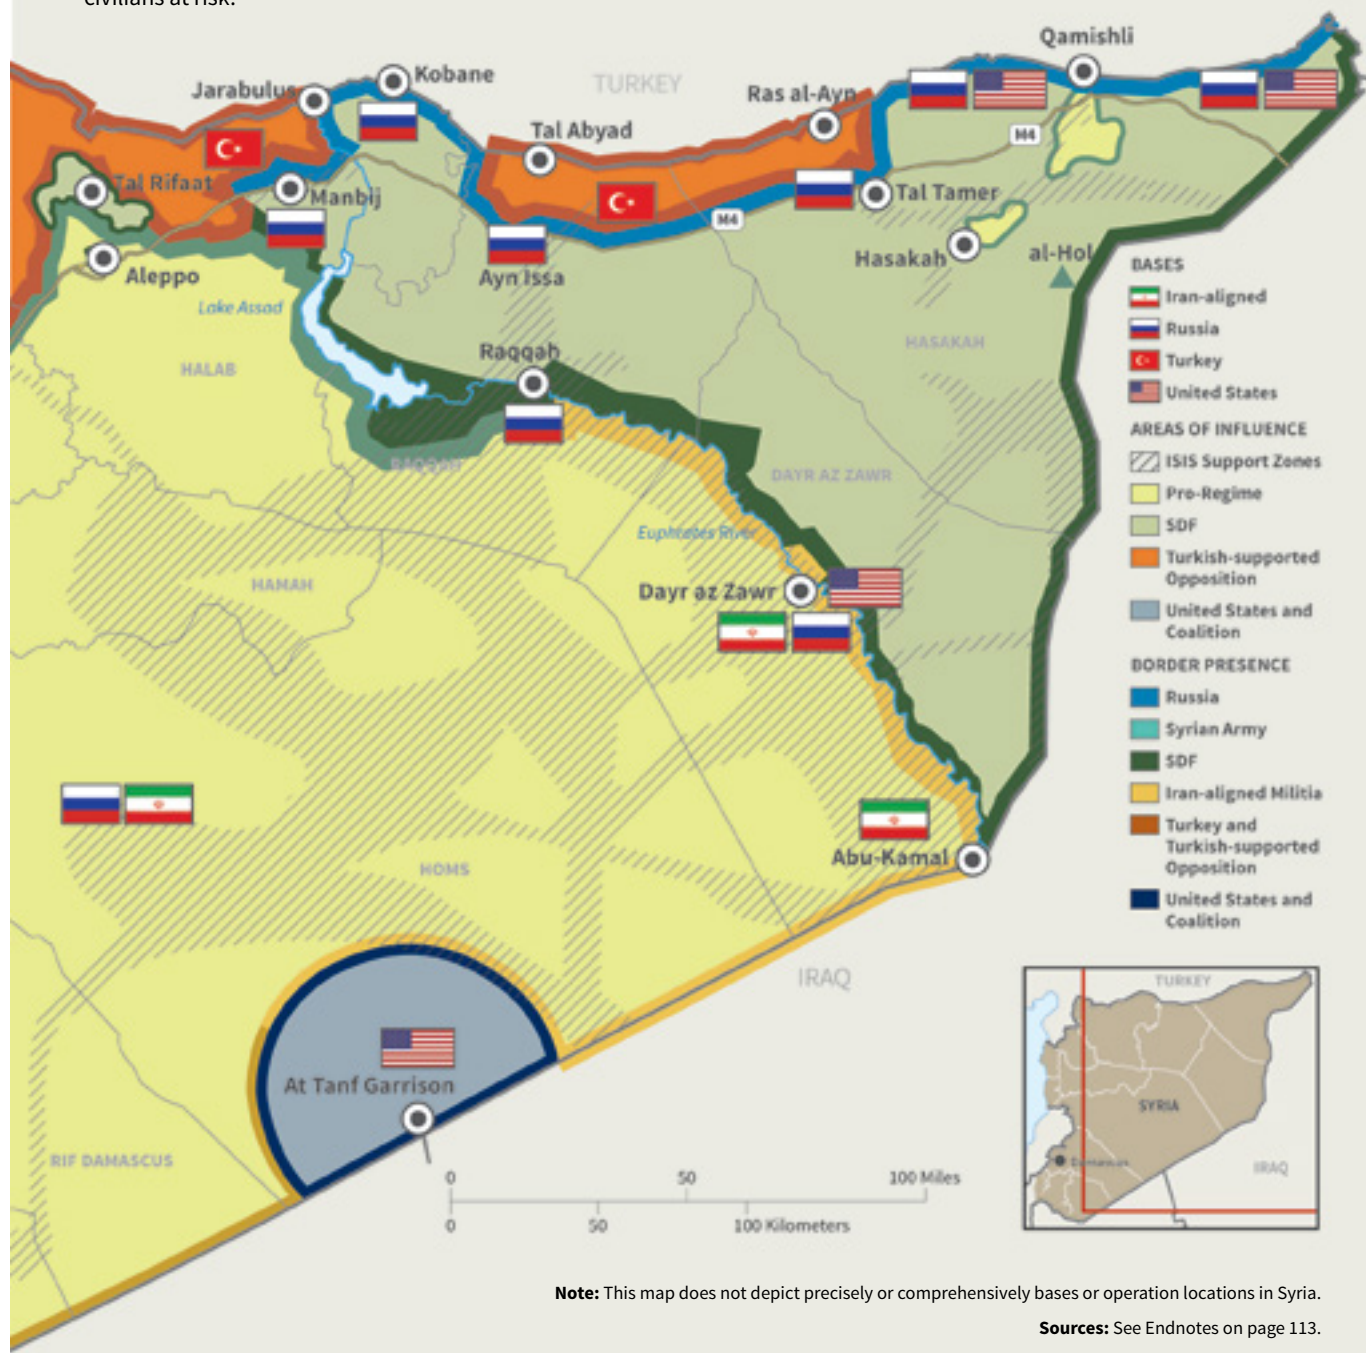 civilians at risk.
Qamishli
Kobane
TURKEY
Jarabulus
Ras al-Ayn
Tal Abyad
M4
Tal Rifaat
Manbij
Tal Tamer
M4
Hasakah
al-Hol
Aleppo
Ayn Issa
Lake Assad
HASAKAH
Raqqah
HALAB
RAQQAH
DAYR AZ ZAWR
Euphrates River
HAMAH
Dayr az Zawr
Abu-Kamal
HOMS
IRAQ
At Tanf Garrison
RIF DAMASCUS
BASES
Iran-aligned
Russia
Turkey
United States
AREAS OF INFLUENCE
ISIS Support Zones
Pro-Regime
SDF
Turkish-supported
Opposition
United States and
Coalition
BORDER PRESENCE
Russia
Syrian Army
SDF
Iran-aligned Militia
Turkey and
Turkish-supported
Opposition
United States and
Coalition
TURKEY
SYRIA
Damascus
IRAQ
0 50 100 Miles
0 50 100 Kilometers
Note: This map does not depict precisely or comprehensively bases or operation locations in Syria.
Sources: See Endnotes on page 113.